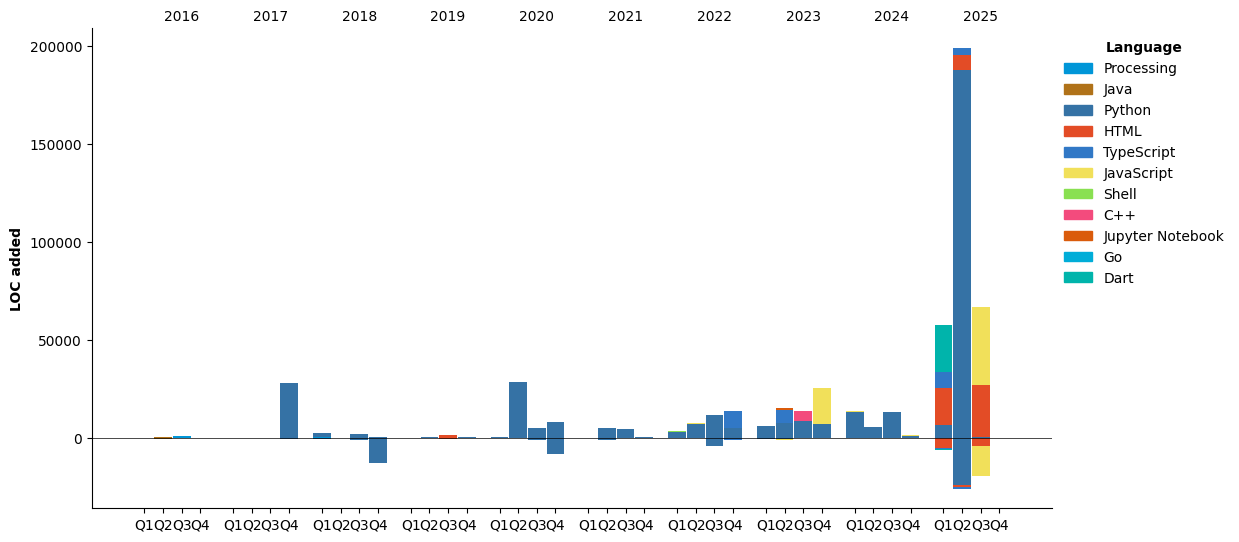 2016 2017 2018 2019 2020 2021 2022 2023 2024 2025
LOC added
200000
150000
100000
50000
0
Q1Q2Q3Q4 Q1Q2Q3Q4 Q1Q2Q3Q4 Q1Q2Q3Q4 Q1Q2Q3Q4 Q1Q2Q3Q4 Q1Q2Q3Q4 Q1Q2Q3Q4 Q1Q2Q3Q4 Q1Q2Q3Q4
Language
Processing
Java
Python
HTML
TypeScript
JavaScript
Shell
C++
Jupyter Notebook
Go
Dart